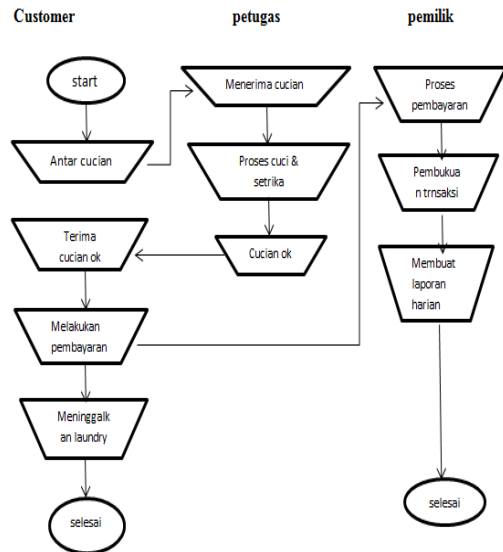 Customer
petugas
pemilik
start
Antar cucian
Menerima cucian
Proses cuci &
setrika
Cucian ok
Terima
cucian ok
Melakukan
pembayaran
Meninggalk
an laundry
selesai
Proses
pembayaran
Pembukua
n trnsaksi
Membuat
laporan
harian
selesai